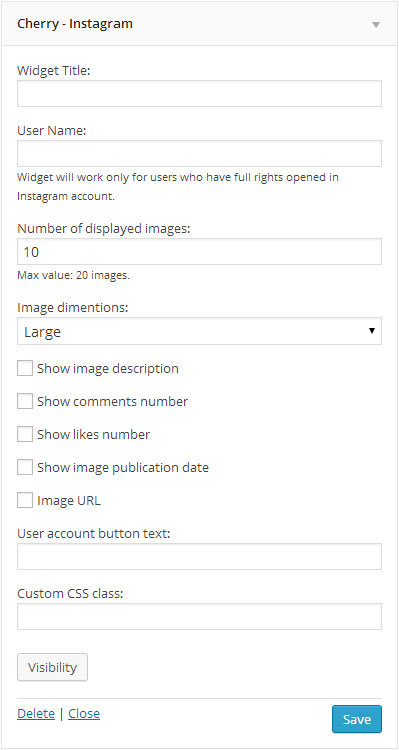 Cherry - Instagram
Widget Title:
User Name:
Widget will work only for users who have full rights opened in
Instagram account.
Number of displayed images:
10
Max value: 20 images.
Image dimentions:
Large
Show image description
Show comments number
Show likes number
Show image publication date
Image URL
User account button text:
Custom CSS class:
Visibility
Delete | Close
Save